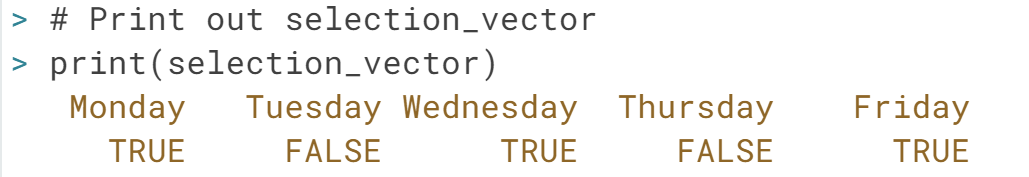 > # Print out selection_vector
> print(selection_vector)
   Monday   Tuesday Wednesday  Thursday    Friday
     TRUE     FALSE      TRUE     FALSE      TRUE